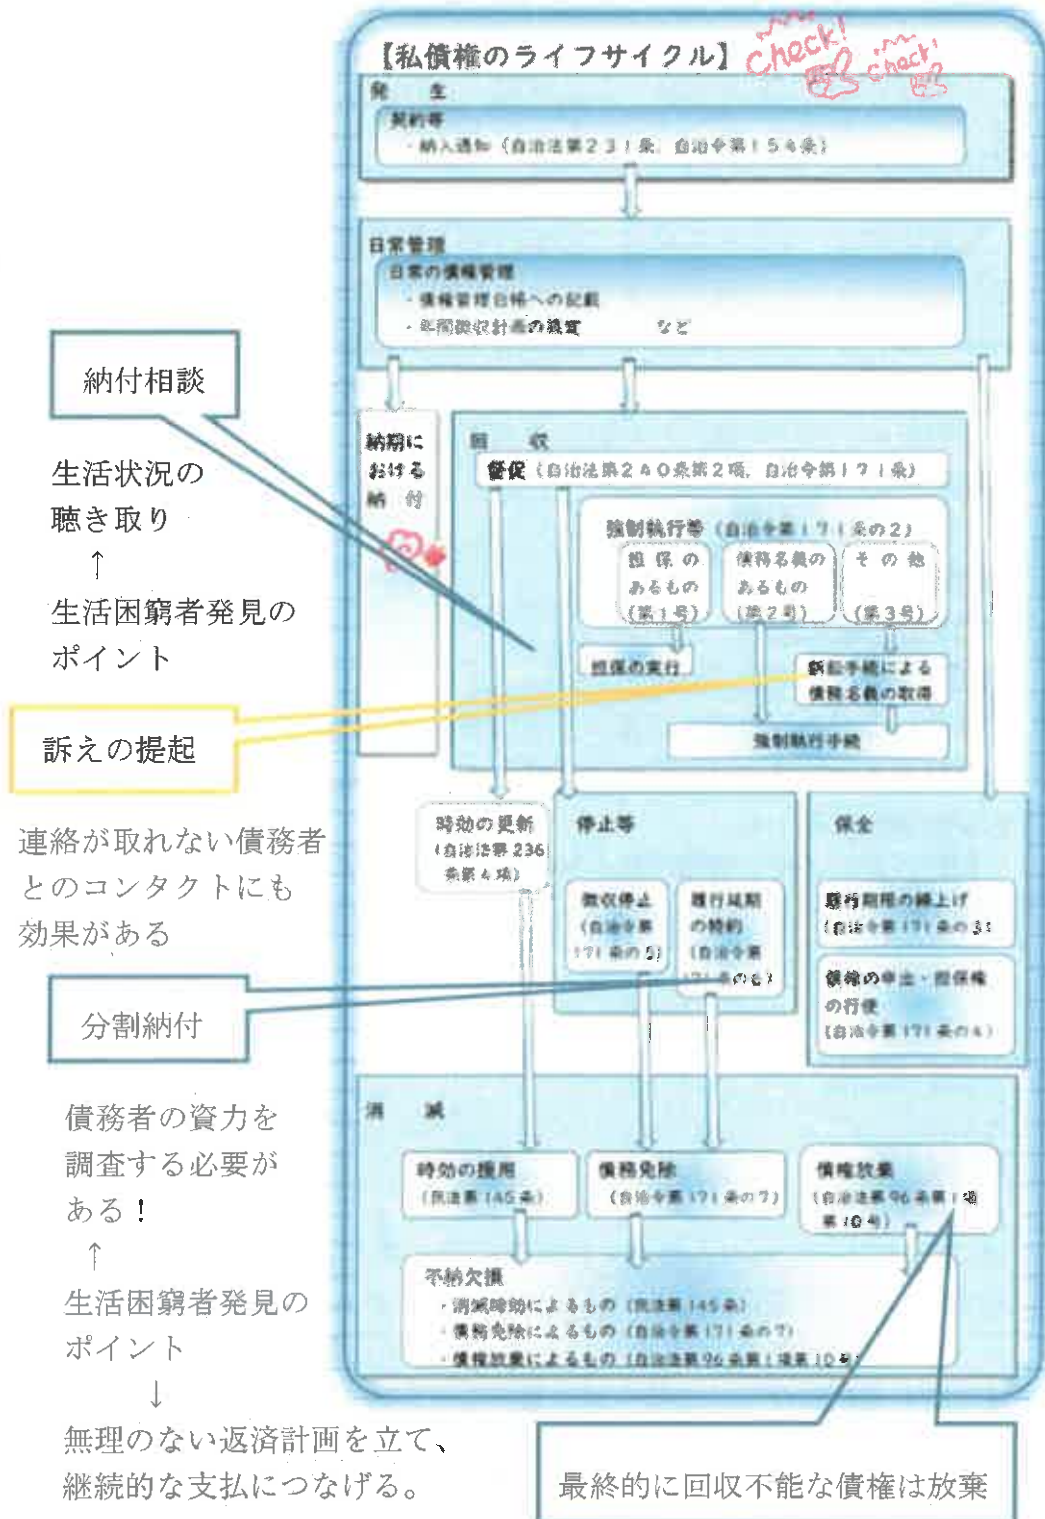 【私債権のライフサイクル】
Check!
Check!
発　生
契約等
・納入通知（自治法第231条、自治令第154条）
日常管理
日常の債権管理
・債権管理台帳への記載
・年間徴収計画の策定　など
納付相談
生活状況の
聴き取り
↑
生活困窮者発見の
ポイント
納期に
おける
納　付
回　収
督促（自治法第240条第2項、自治令第171条）
強制執行等（自治令第171条の2）
担保の
あるもの
（第1号）
債務名義の
あるもの
（第2号）
その他
（第3号）
担保の実行
訴訟手続による
債務名義の取得
強制執行手続
訴えの提起
連絡が取れない債務者
とのコンタクトにも
効果がある
時効の更新
（自治法第236
条第4項）
停止等
徴収停止
（自治令第
171条の5）
履行延期
の特約
（自治令第
171条の6）
保全
履行期限の繰上げ
（自治令第171条の3）
債権の申出・担保権
の行使
（自治令第171条の4）
分割納付
債務者の資力を
調査する必要が
ある！
↑
生活困窮者発見の
ポイント
↓
無理のない返済計画を立て、
継続的な支払につなげる。
消　滅
時効の援用
（民法第145条）
債務免除
（自治令第171条の7）
債権放棄
（自治法第96条第1項
第10号）
不納欠損
・消滅時効によるもの（民法第145条）
・債務免除によるもの（自治令第171条の7）
・債権放棄によるもの（自治法第96条第1項第10号）
最終的に回収不能な債権は放棄